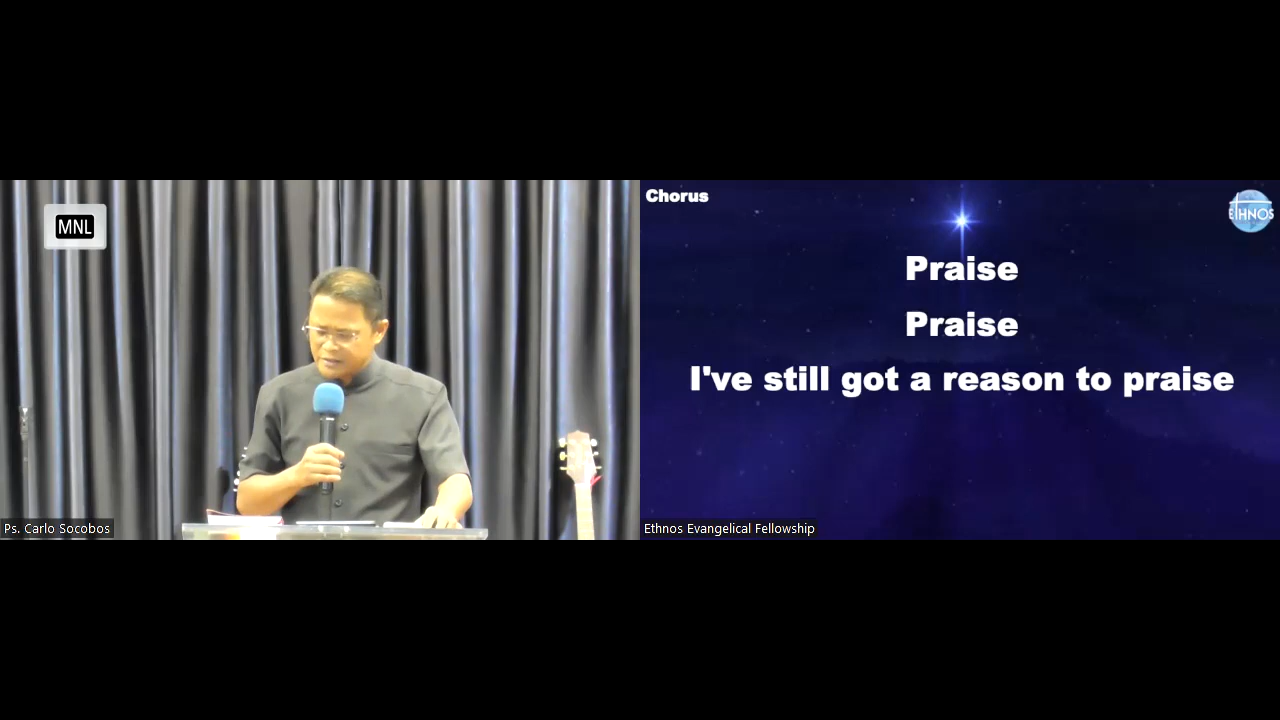 MNL
Ps. Carlo Socobos
Chorus
ETHNOS
Praise
Praise
I've still got a reason to praise
Ethnos Evangelical Fellowship